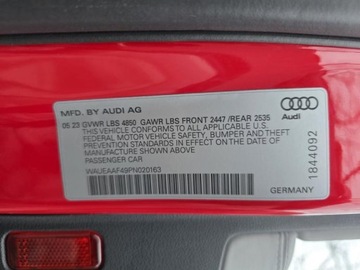 MFD. BY AUDI AG
05 23 GVWR LBS 4850 GAWR LBS FRONT 2447 / REAR 2535
THIS VEHICLE CONFORMS TO ALL APPLICABLE U.S.
FEDERAL MOTOR VEHICLE SAFETY, BUMPER AND THEFT
PREVENTION STANDARDS IN EFFECT ON THE DATE OF
MANUFACTURE SHOWN ABOVE
PASSENGER CAR
WAUEAAF49PN020163
GERMANY
Audi
1844092